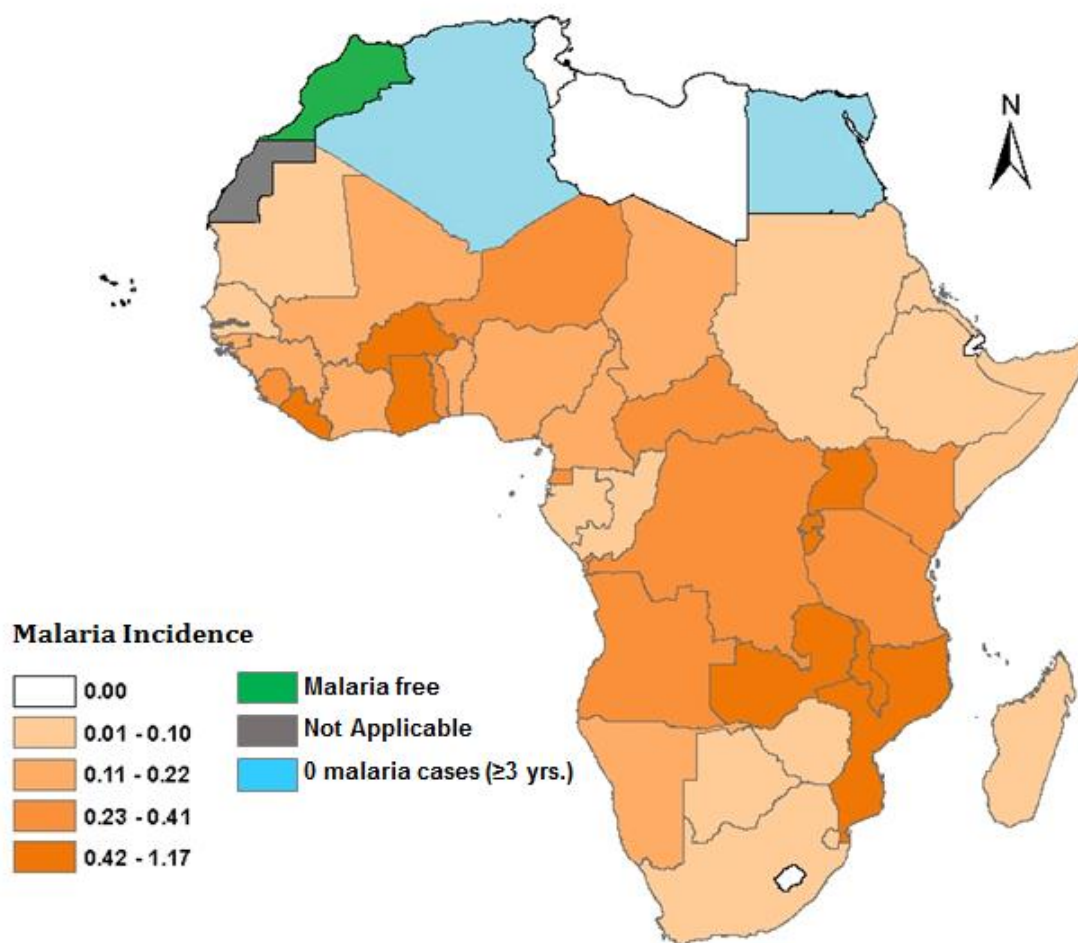 N
Malaria Incidence
0.00
0.01 - 0.10
0.11 - 0.22
0.23 - 0.41
0.42 - 1.17
Malaria free
Not Applicable
0 malaria cases (≥3 yrs.)